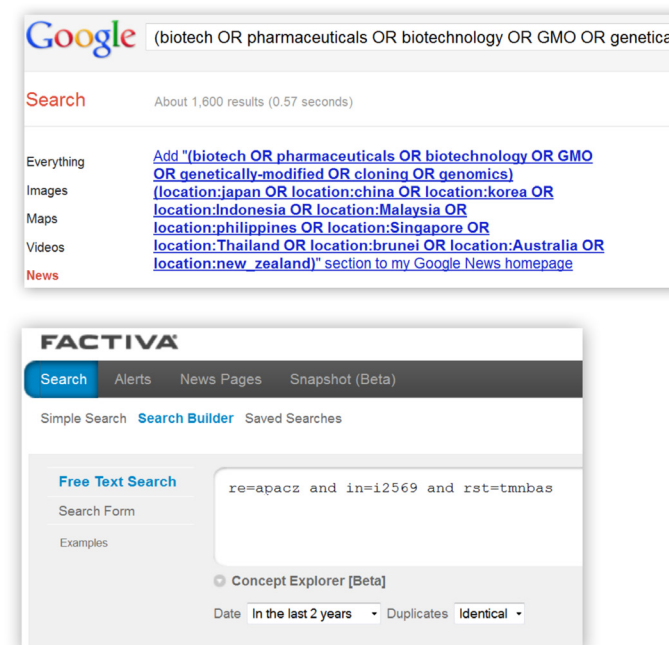 Google (biotech OR pharmaceuticals OR biotechnology OR GMO OR genetica
Search About 1,600 results (0.57 seconds)
Everything
Images
Maps
Videos
News
Add "(biotech OR pharmaceuticals OR biotechnology OR GMO
OR genetically-modified OR cloning OR genomics)
(location:japan OR location:china OR location:korea OR
location:Indonesia OR location:Malaysia OR
location:philippines OR location:Singapore OR
location:Thailand OR location:brunei OR location:Australia OR
location:new_zealand)" section to my Google News homepage
FACTIVA
Search Alerts News Pages Snapshot (Beta)
Simple Search Search Builder Saved Searches
Free Text Search
Search Form
Examples
re=apacz and in=i2569 and rst=tmnbas
Concept Explorer [Beta]
Date In the last 2 years Duplicates Identical